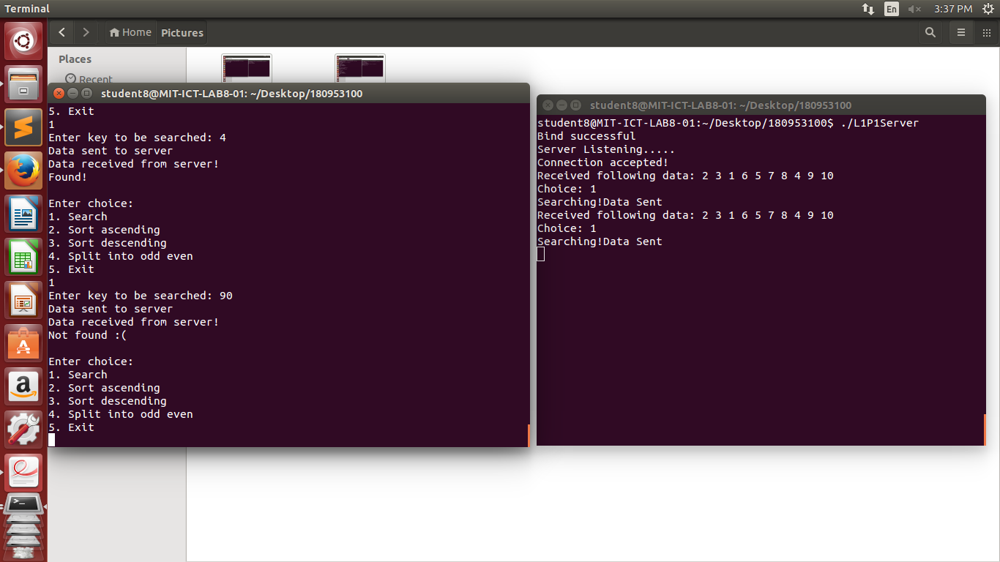 Terminal
En
3:37 PM
Home
Pictures
Places
Recent
student8@MIT-ICT-LAB8-01: ~/Desktop/180953100
5. Exit
1
Enter key to be searched: 4
Data sent to server
Data received from server!
Found!
Enter choice:
1. Search
2. Sort ascending
3. Sort descending
4. Split into odd even
5. Exit
1
Enter key to be searched: 90
Data sent to server
Data received from server!
Not found :(
Enter choice:
1. Search
2. Sort ascending
3. Sort descending
4. Split into odd even
5. Exit
student8@MIT-ICT-LAB8-01: ~/Desktop/180953100
student8@MIT-ICT-LAB8-01:~/Desktop/180953100$ ./L1P1Server
Bind successful
Server Listening.....
Connection accepted!
Received following data: 2 3 1 6 5 7 8 4 9 10
Choice: 1
Searching!Data Sent
Received following data: 2 3 1 6 5 7 8 4 9 10
Choice: 1
Searching!Data Sent